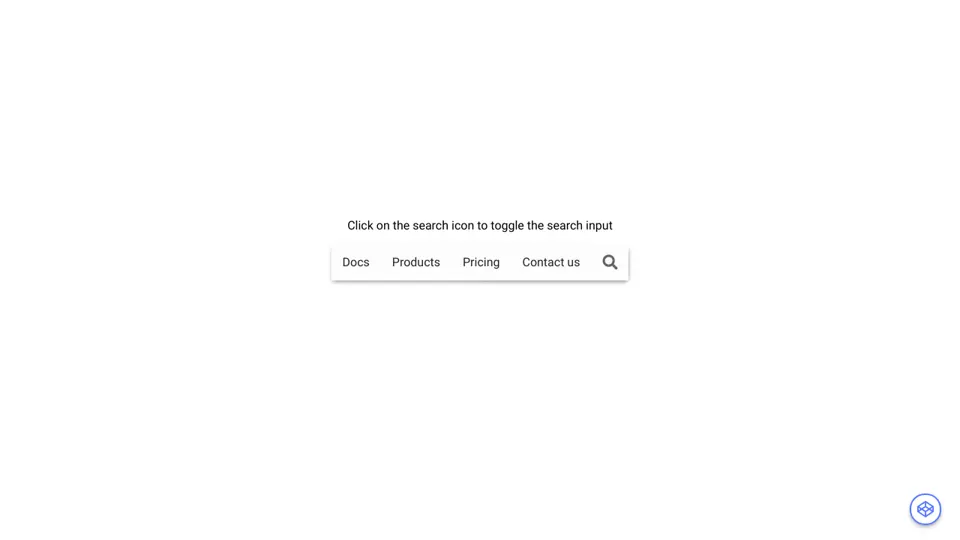 Click on the search icon to toggle the search input
Docs Products Pricing Contact us